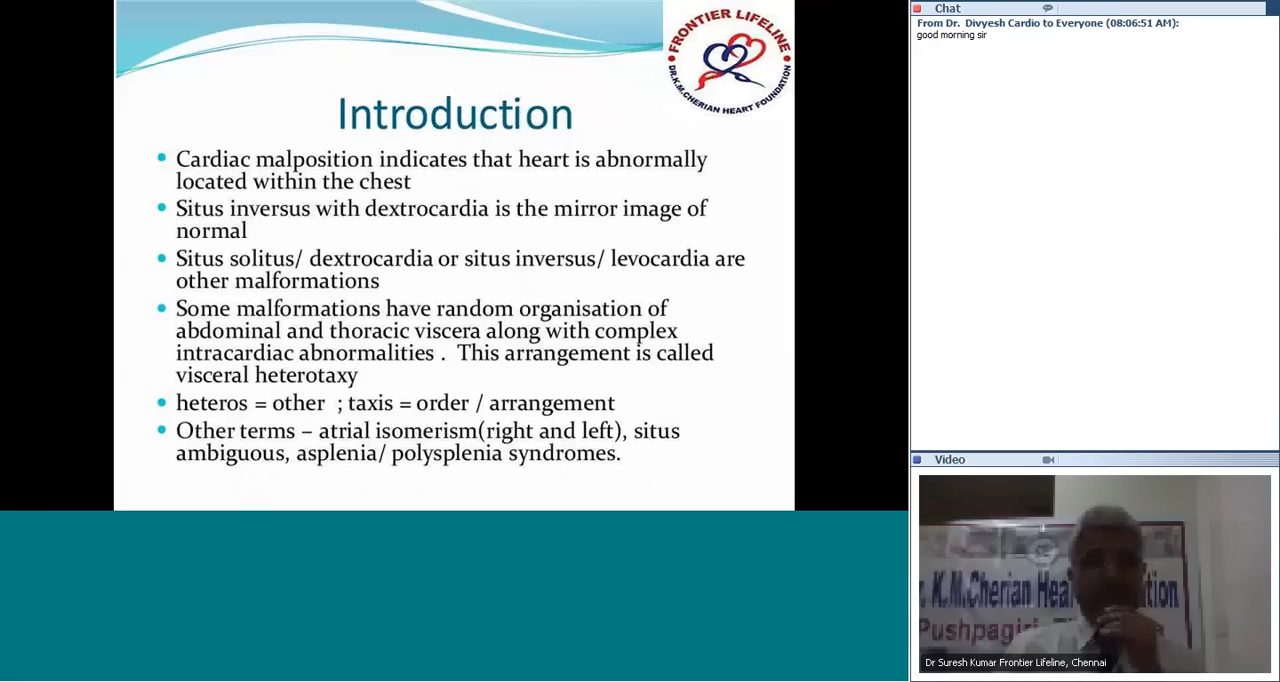 FRONTIER LIFELINE
DR.K.M.CHERIAN HEART FOUNDATION
Introduction
Cardiac malposition indicates that heart is abnormally
located within the chest
Situs inversus with dextrocardia is the mirror image of
normal
Situs solitus/ dextrocardia or situs inversus/ levocardia are
other malformations
Some malformations have random organisation of
abdominal and thoracic viscera along with complex
intracardiac abnormalities . This arrangement is called
visceral heterotaxy
heteros = other ; taxis = order / arrangement
Other terms – atrial isomerism(right and left), situs
ambiguous, asplenia/ polysplenia syndromes.
Chat
From Dr. Divyesh Cardio to Everyone (08:06:51 AM):
good morning sir
Video
K.M.Cherian Hea tion
Pushpagiri
Dr Suresh Kumar Frontier Lifeline, Chennai